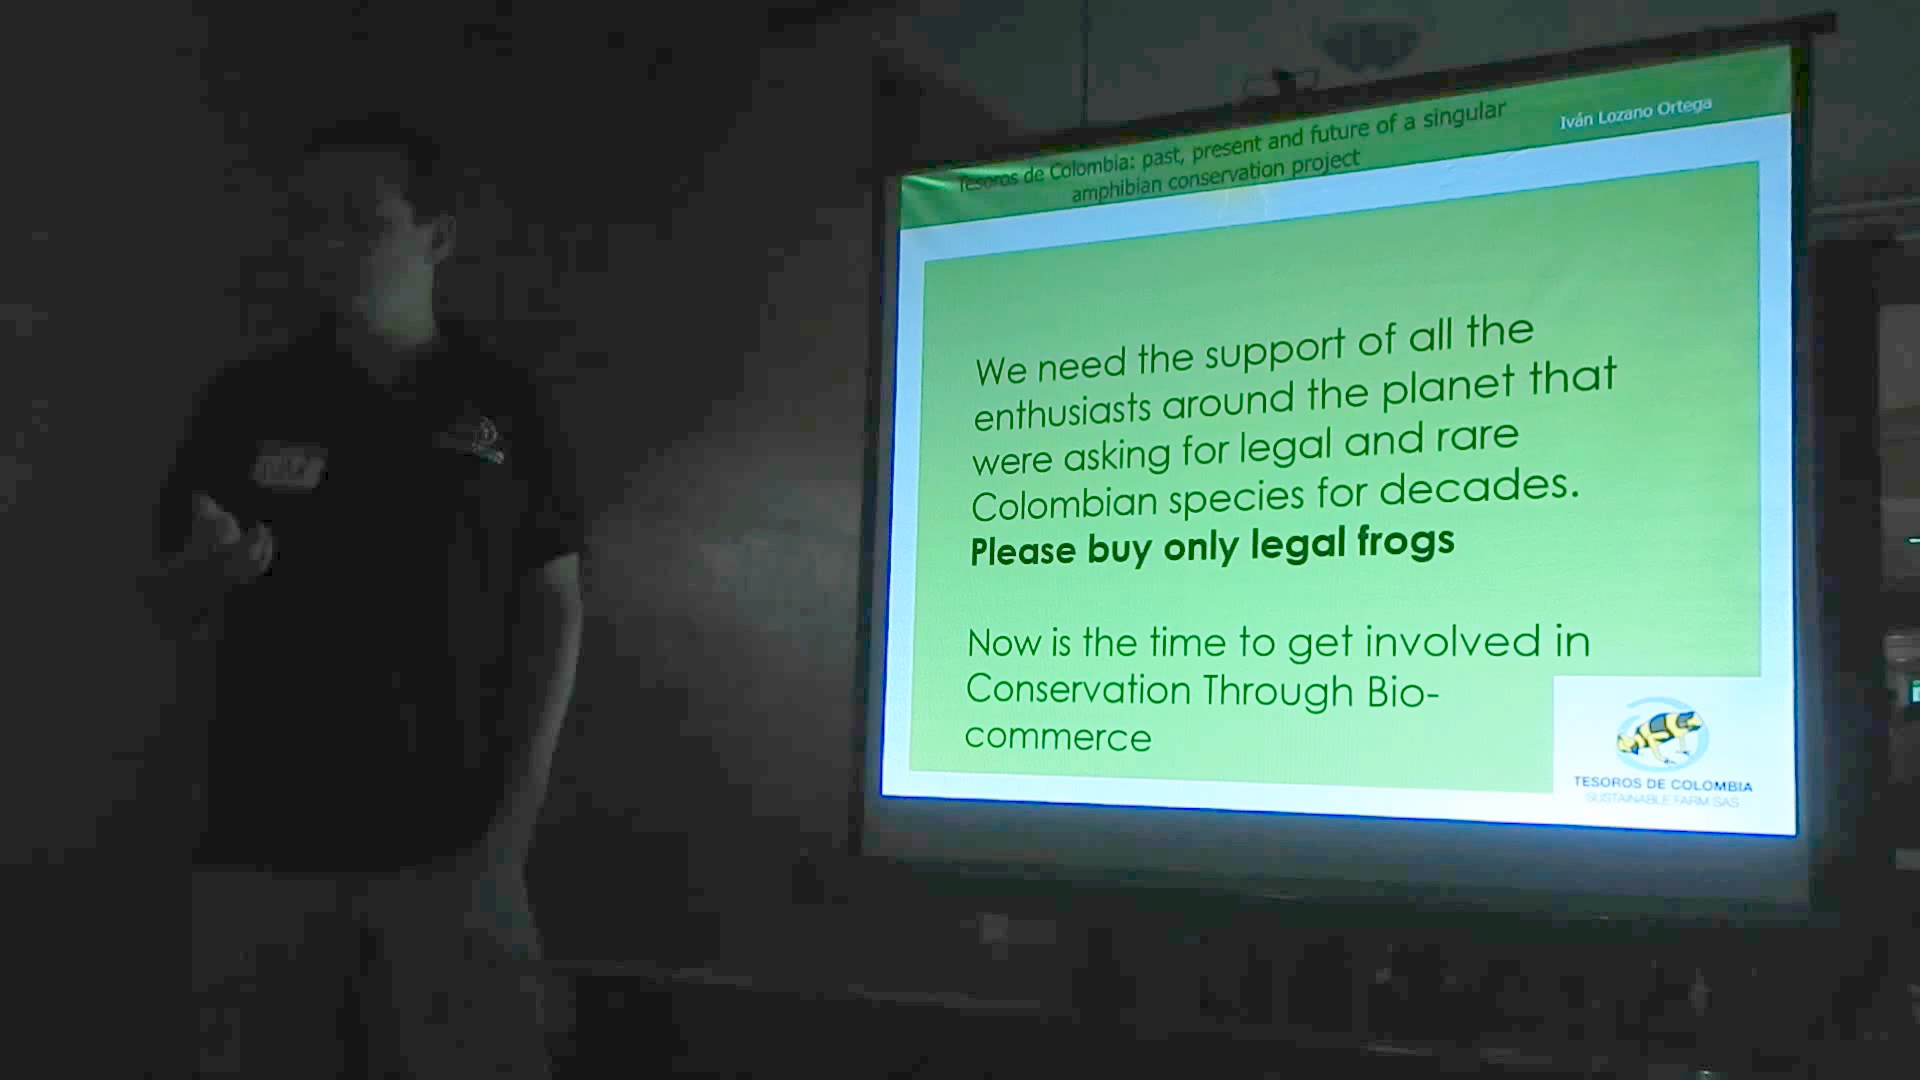 Tesoros de Colombia: past, present and future of a singular
amphibian conservation project
Iván Lozano Ortega
We need the support of all the
enthusiasts around the planet that
were asking for legal and rare
Colombian species for decades.
Please buy only legal frogs
Now is the time to get involved in
Conservation Through Bio-
commerce
TESOROS DE COLOMBIA
SUSTAINABLE FARM SAS